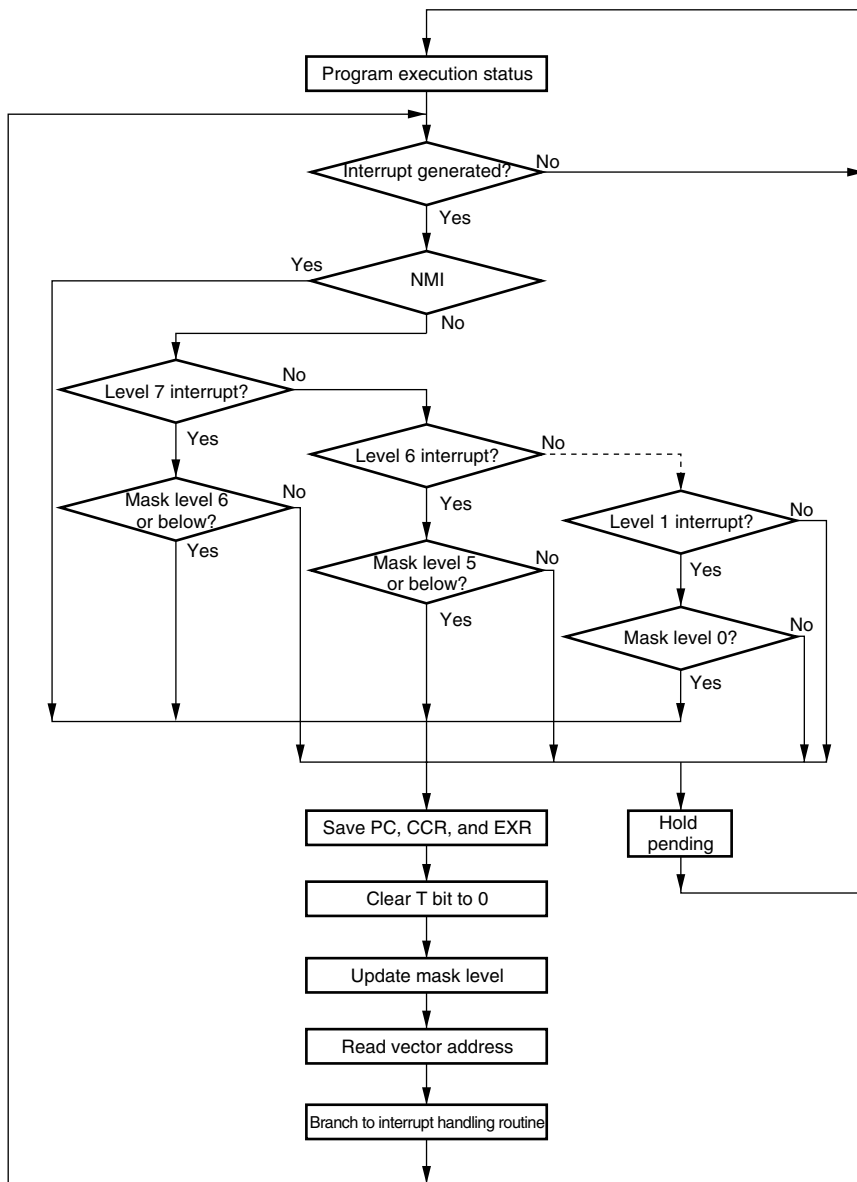 Program execution status
Interrupt generated?
No
Yes
Yes
NMI
No
Level 7 interrupt?
No
Yes
Level 6 interrupt?
No
Yes
Mask level 6
or below?
No
Yes
Level 1 interrupt?
No
Yes
Mask level 5
or below?
No
Yes
Mask level 0?
No
Yes
Save PC, CCR, and EXR
Hold
pending
Clear T bit to 0
Update mask level
Read vector address
Branch to interrupt handling routine